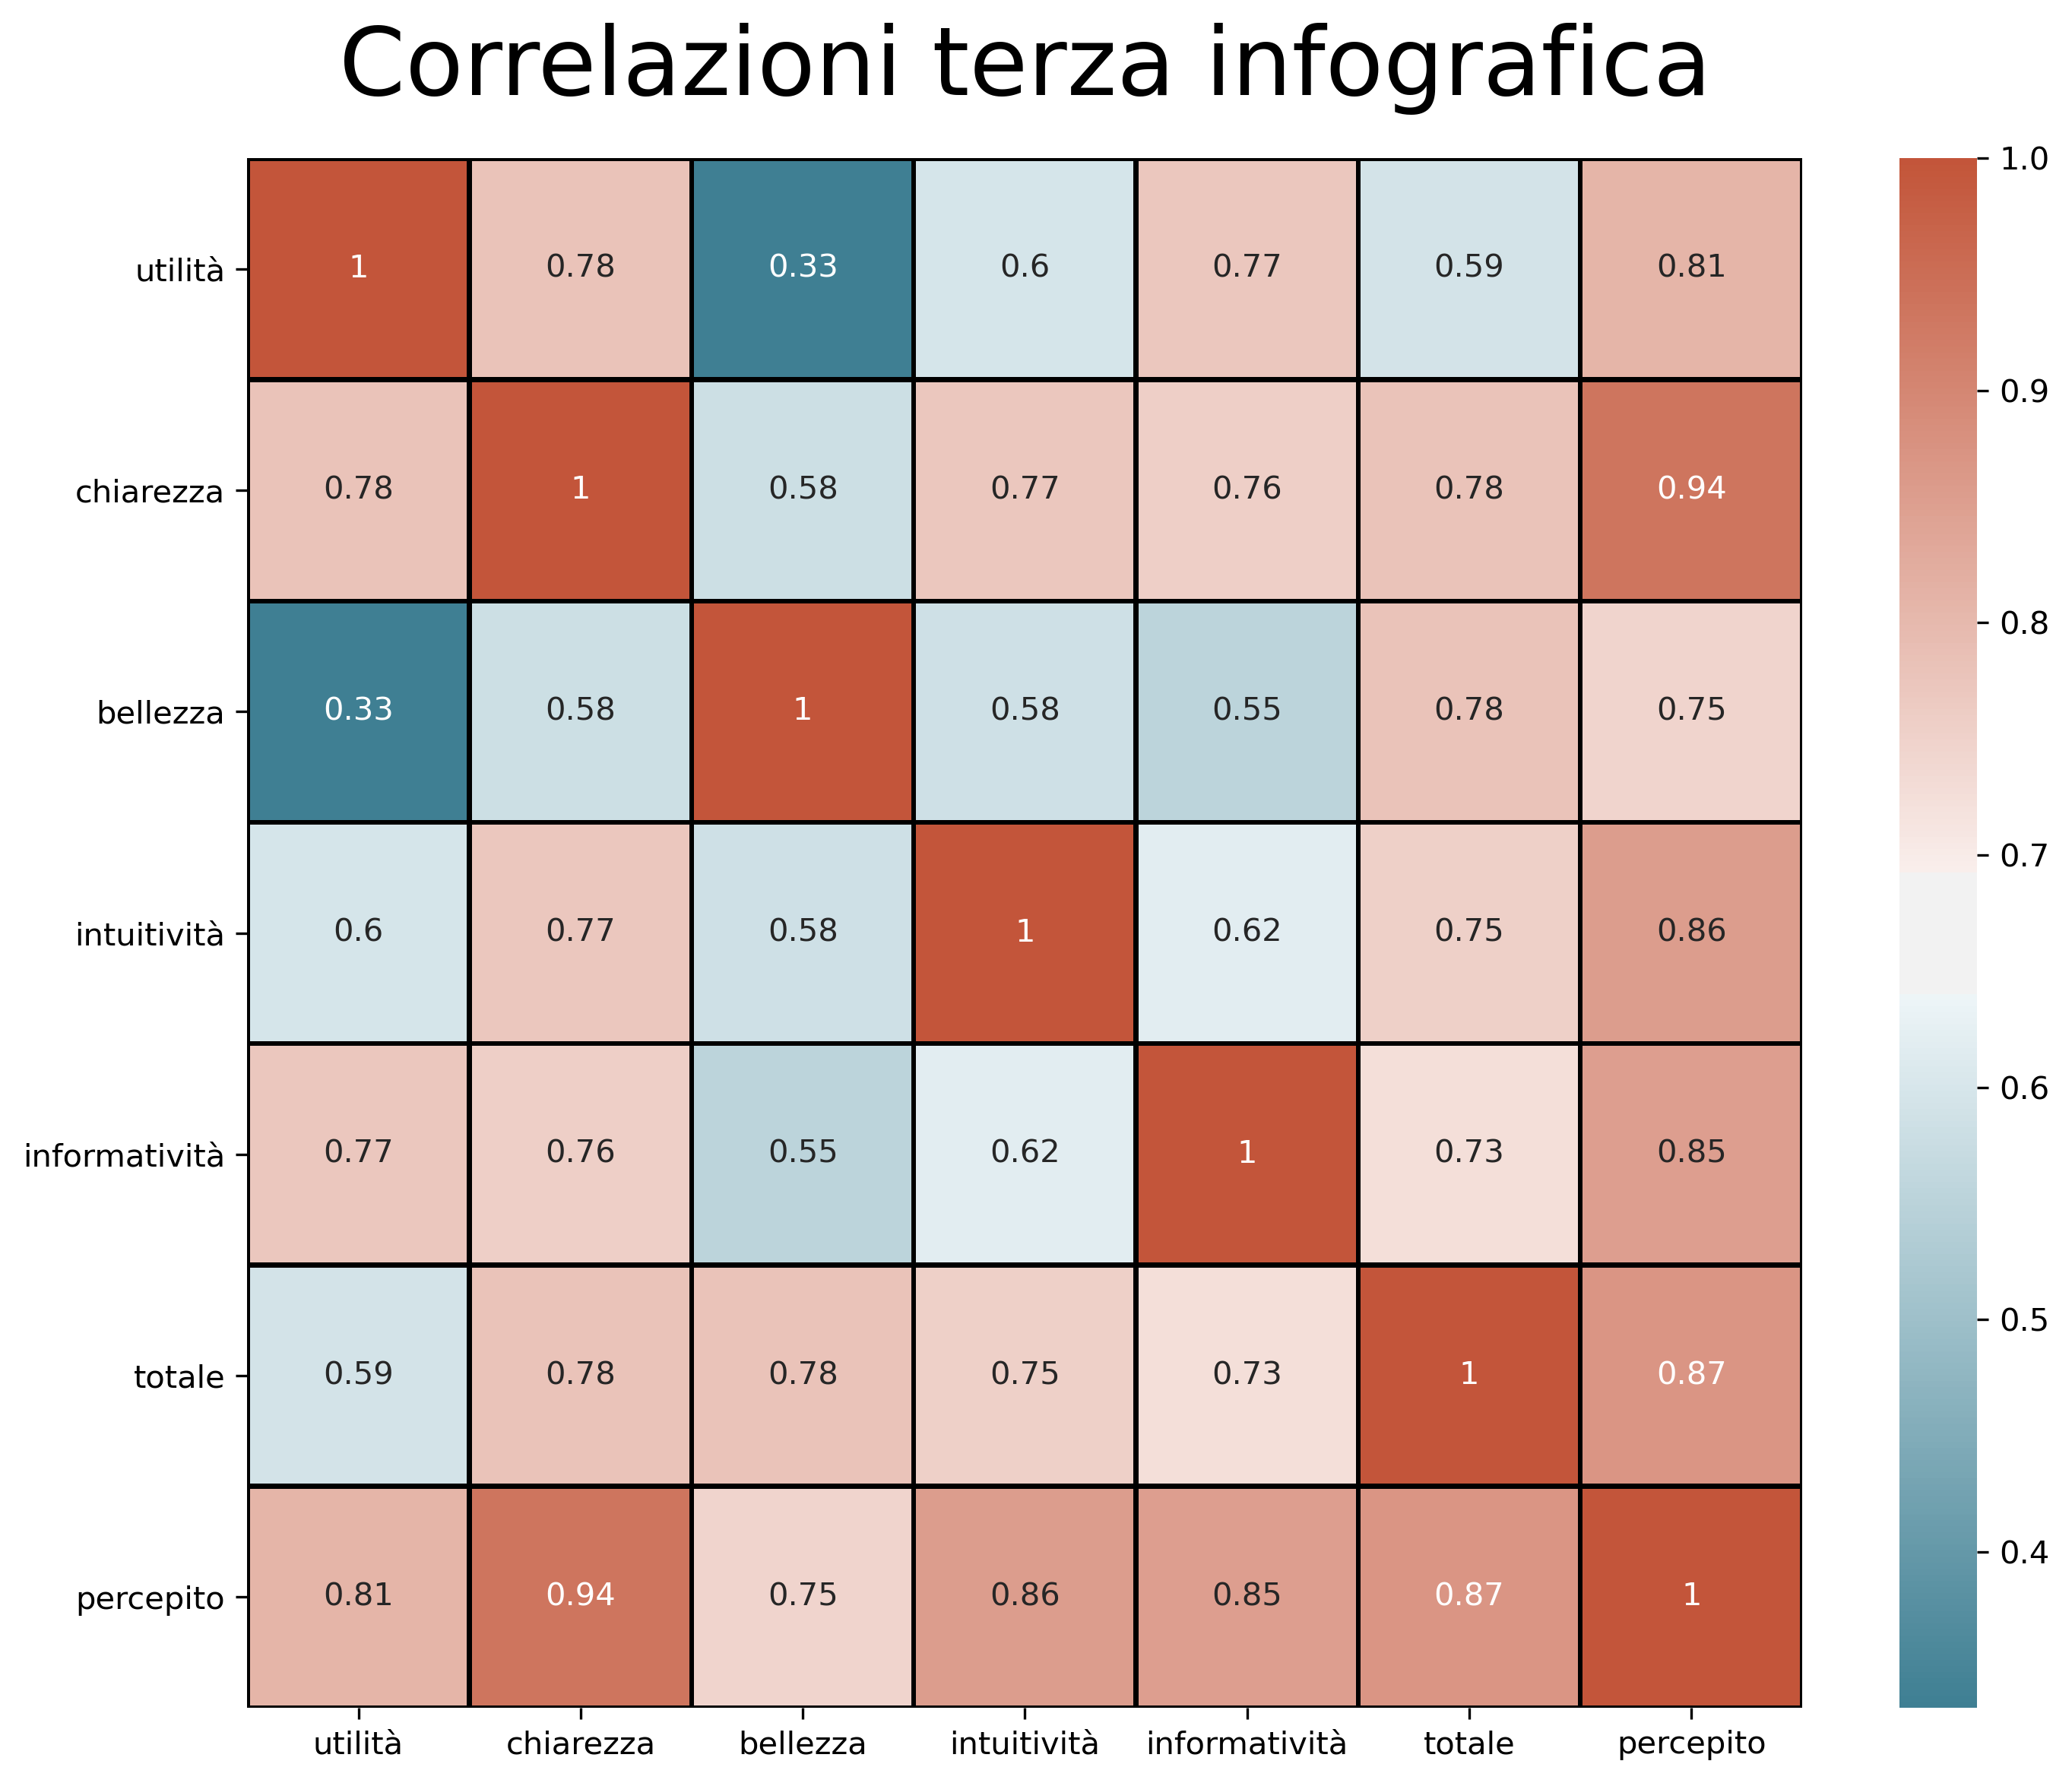 Correlazioni terza infografica
utilità 1 0.78 0.33 0.6 0.77 0.59 0.81
chiarezza 0.78 1 0.58 0.77 0.76 0.78 0.94
bellezza 0.33 0.58 1 0.58 0.55 0.78 0.75
intuitività 0.6 0.77 0.58 1 0.62 0.75 0.86
informatività 0.77 0.76 0.55 0.62 1 0.73 0.85
totale 0.59 0.78 0.78 0.75 0.73 1 0.87
percepito 0.81 0.94 0.75 0.86 0.85 0.87 1
utilità chiarezza bellezza intuitività informatività totale percepito
1.0
0.9
0.8
0.7
0.6
0.5
0.4